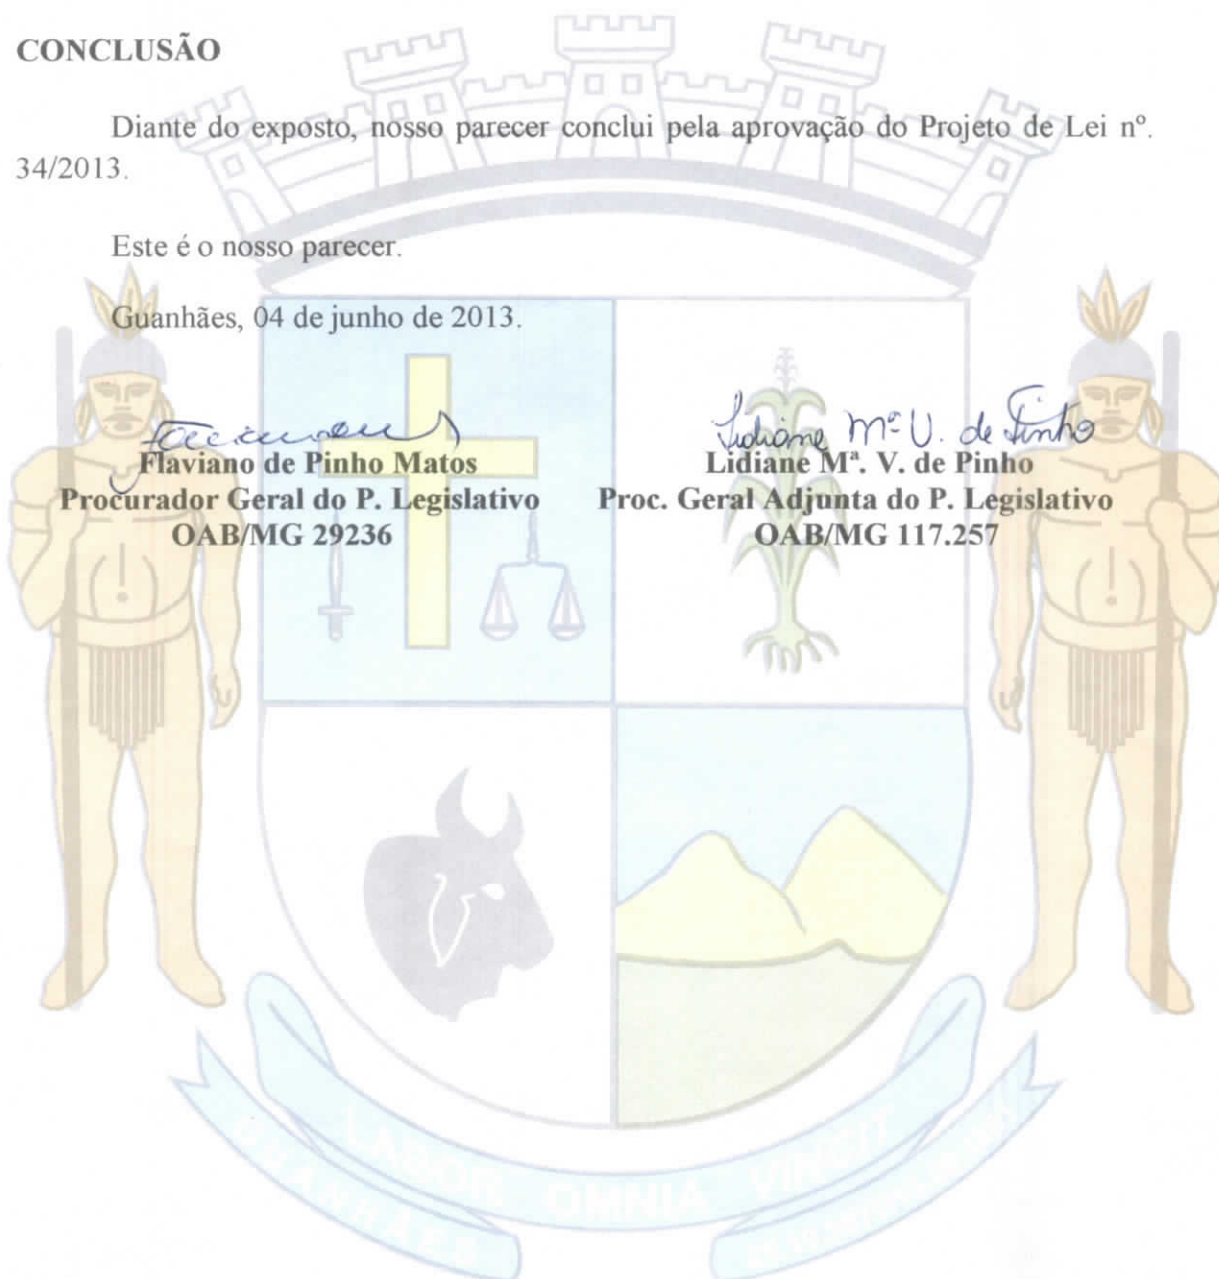 CONCLUSÃO
Diante do exposto, nosso parecer conclui pela aprovação do Projeto de Lei nº.
34/2013.
Este é o nosso parecer.
Guanhães, 04 de junho de 2013.
Lidiane Mª V. de Pinho
Flaviano de Pinho Matos
Procurador Geral do P. Legislativo
OAB/MG 29236
Lidiane Mª. V. de Pinho
Proc. Geral Adjunta do P. Legislativo
OAB/MG 117.257
LABOR OMNIA VINCIT
GUANHÃES